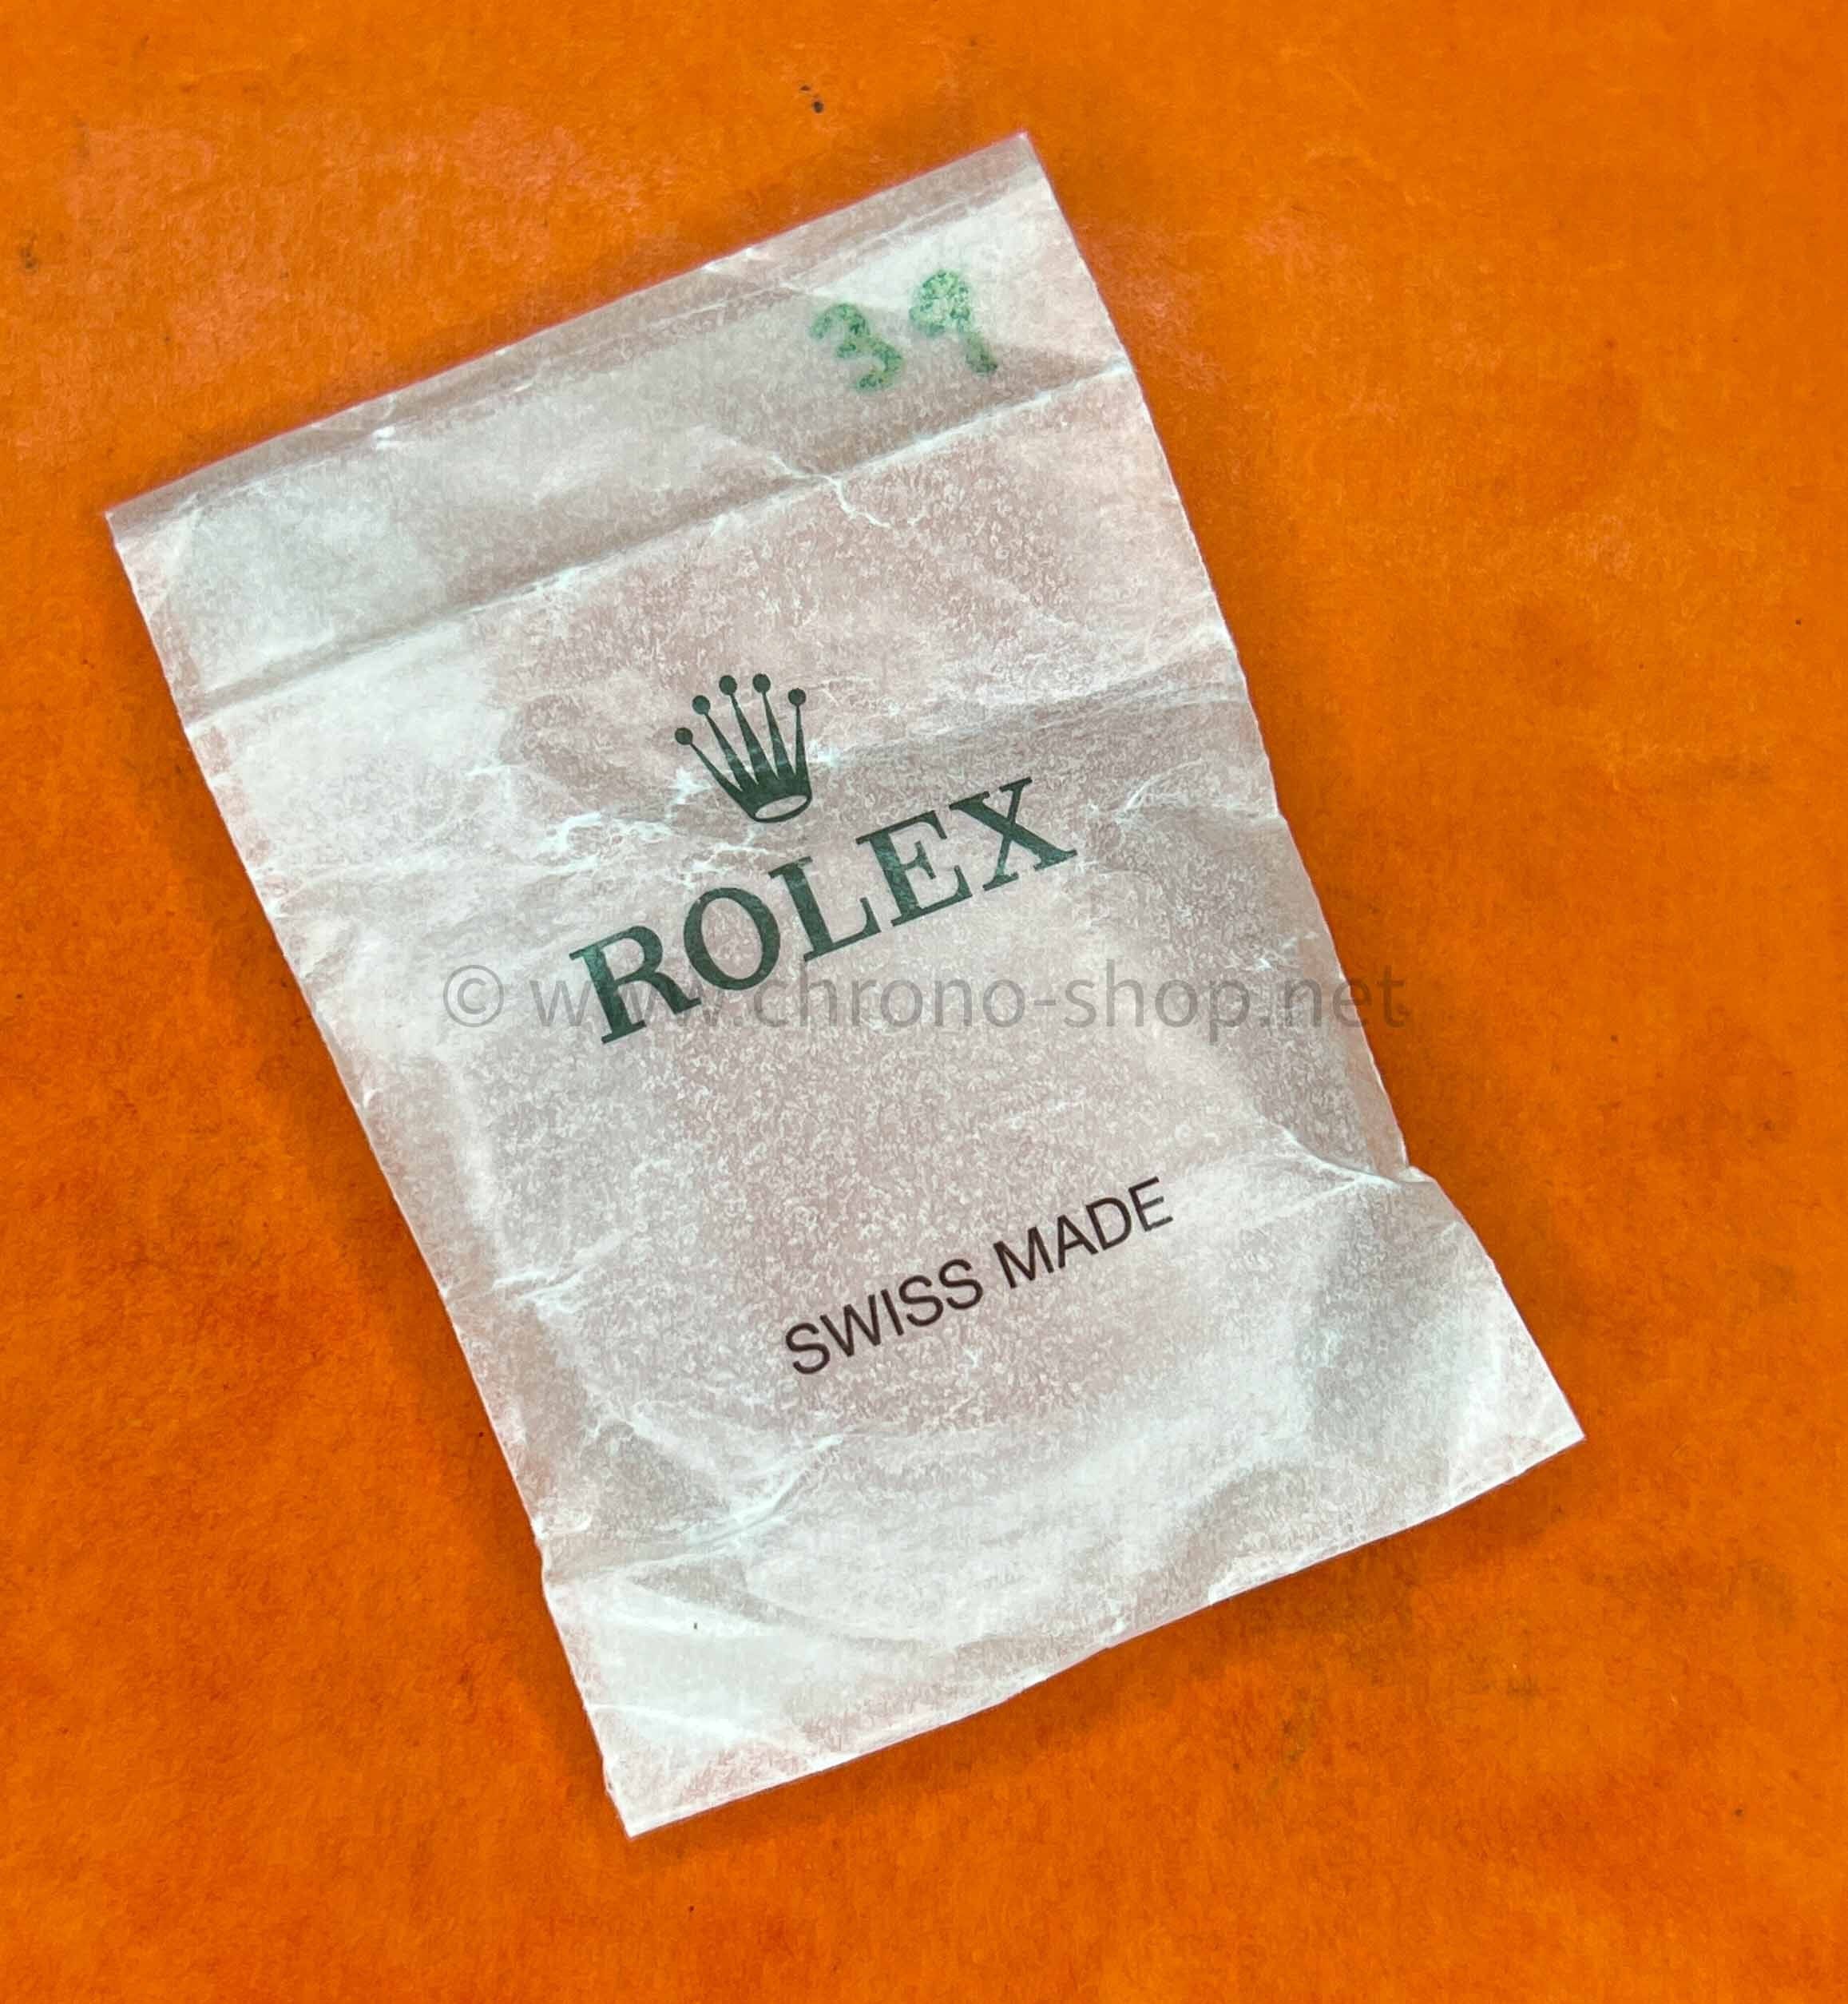 39
ROLEX
© www.chrono-shop.net
SWISS MADE